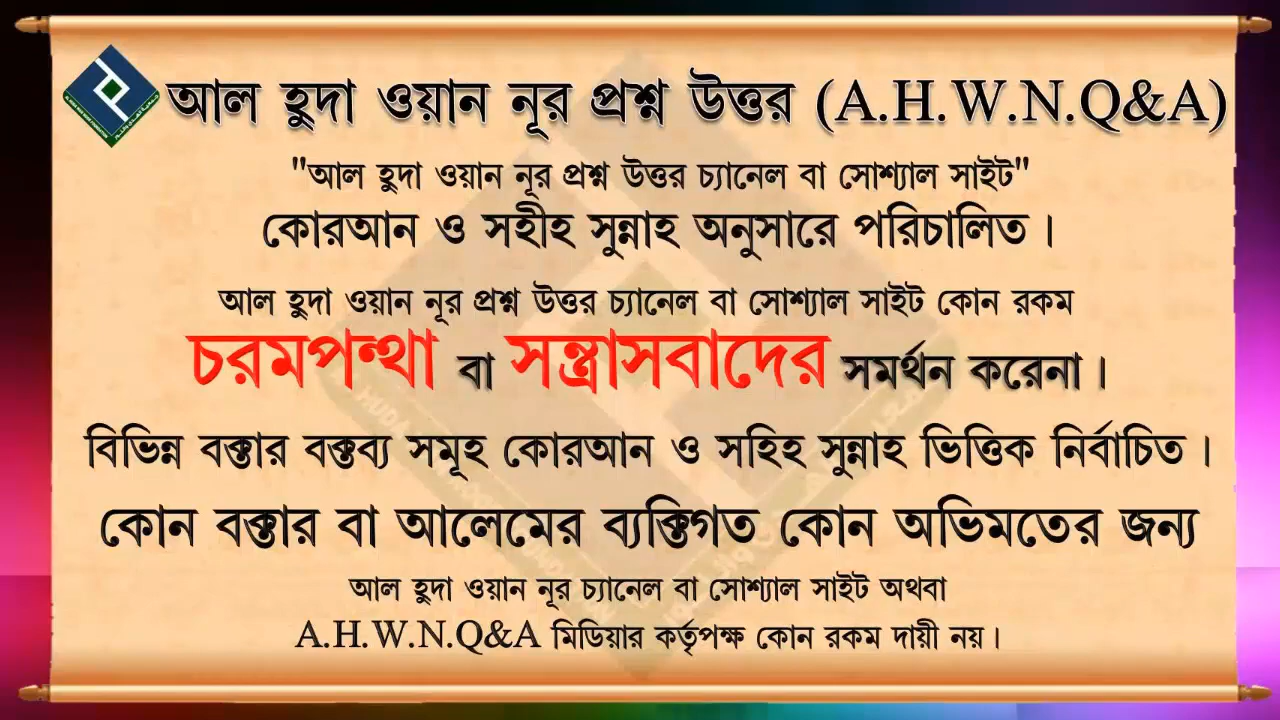 আল হুদা ওয়ান নূর প্রশ্ন উত্তর (A.H.W.N.Q&A)
"আল হুদা ওয়ান নূর প্রশ্ন উত্তর চ্যানেল বা সোশ্যাল সাইট"
কোরআন ও সহীহ সুন্নাহ অনুসারে পরিচালিত।
আল হুদা ওয়ান নূর প্রশ্ন উত্তর চ্যানেল বা সোশ্যাল সাইট কোন রকম
চরমপন্থা বা সন্ত্রাসবাদের সমর্থন করেনা।
বিভিন্ন বক্তার বক্তব্য সমূহ কোরআন ও সহিহ সুন্নাহ ভিত্তিক নির্বাচিত।
কোন বক্তার বা আলেমের ব্যক্তিগত কোন অভিমতের জন্য
আল হুদা ওয়ান নূর চ্যানেল বা সোশ্যাল সাইট অথবা
A.H.W.N.Q&A মিডিয়ার কর্তৃপক্ষ কোন রকম দায়ী নয়।